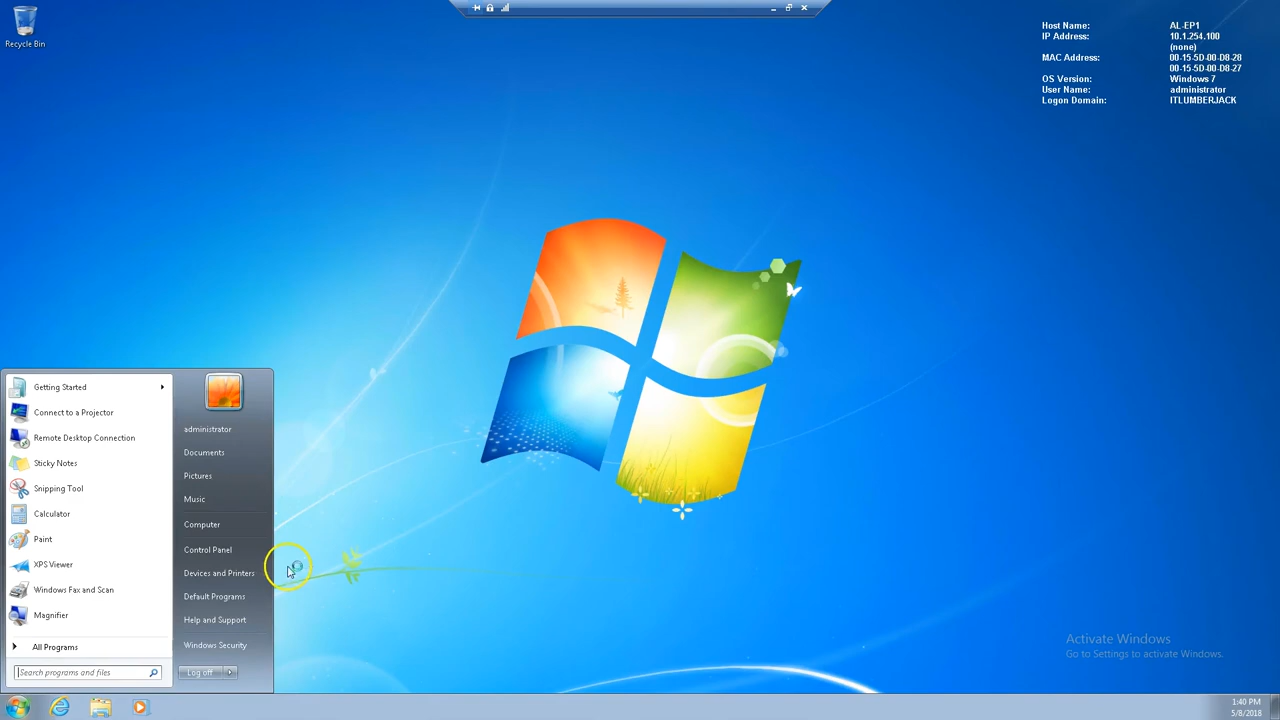 Recycle Bin
Host Name: AL-EP1
IP Address: 10.1.254.100
(none)
MAC Address: 00-15-5D-00-D8-28
00-15-5D-00-D8-27
OS Version: Windows 7
User Name: administrator
Logon Domain: ITLUMBERJACK
Getting Started
Connect to a Projector
Remote Desktop Connection
Sticky Notes
Snipping Tool
Calculator
Paint
XPS Viewer
Windows Fax and Scan
Magnifier
All Programs
Search programs and files
administrator
Documents
Pictures
Music
Computer
Control Panel
Devices and Printers
Default Programs
Help and Support
Windows Security
Log off
Activate Windows
Go to Settings to activate Windows.
1:40 PM
5/8/2018